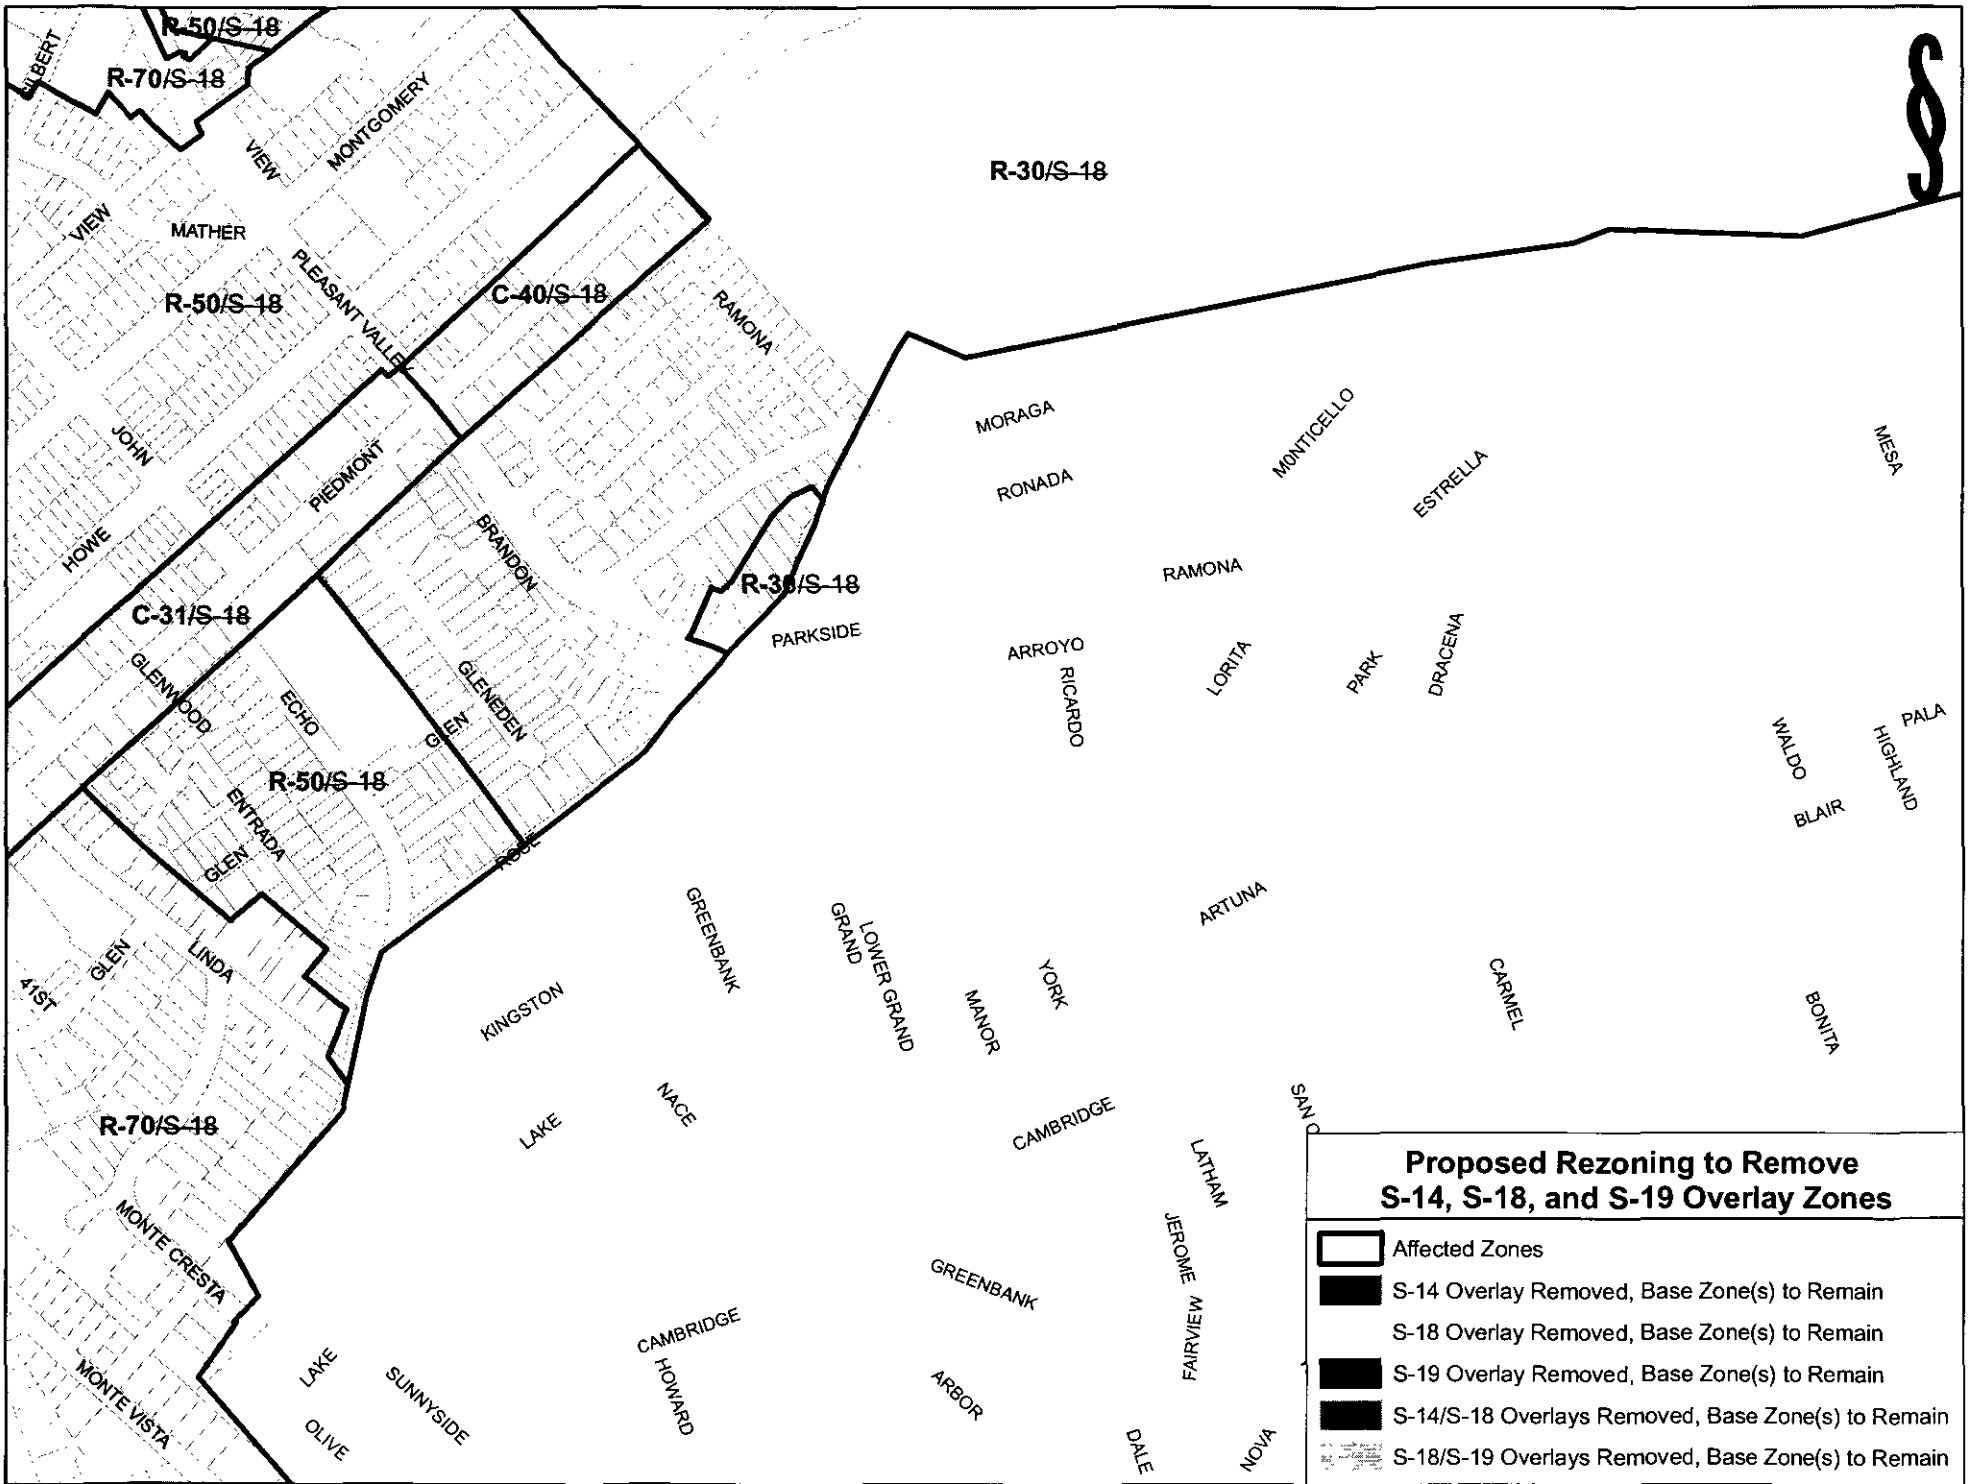 R-50/S-18
GILBERT
R-70/S-18
MONTGOMERY
VIEW
R-30/S-18
VIEW
MATHER
PLEASANT VALLEY
R-50/S-18
C-40/S-18
RAMONA
JOHN
PIEDMONT
HOWE
BRANDON
MORAGA
MONTICELLO
MESA
RONADA
ESTRELLA
RAMONA
R-30/S-18
C-31/S-18
PARKSIDE
ARROYO
RICARDO
LORITA
PARK
DRACENA
GLENWOOD
ECHO
GLENEDEN
GLEN
PALA
WALDO
HIGHLAND
R-50/S-18
ENTRADA
BLAIR
GLEN
ROSE
GREENBANK
GRAND
LOWER GRAND
ARTUNA
GLEN
LINDA
41ST
KINGSTON
MANOR
YORK
CARMEL
BONITA
R-70/S-18
LAKE
NACE
CAMBRIDGE
SAN C
LATHAM
MONTE CRESTA
JEROME
GREENBANK
CAMBRIDGE
FAIRVIEW
LAKE
SUNNYSIDE
HOWARD
ARBOR
MONTE VISTA
OLIVE
DALE
NOVA
Proposed Rezoning to Remove
S-14, S-18, and S-19 Overlay Zones
Affected Zones
S-14 Overlay Removed, Base Zone(s) to Remain
S-18 Overlay Removed, Base Zone(s) to Remain
S-19 Overlay Removed, Base Zone(s) to Remain
S-14/S-18 Overlays Removed, Base Zone(s) to Remain
S-18/S-19 Overlays Removed, Base Zone(s) to Remain